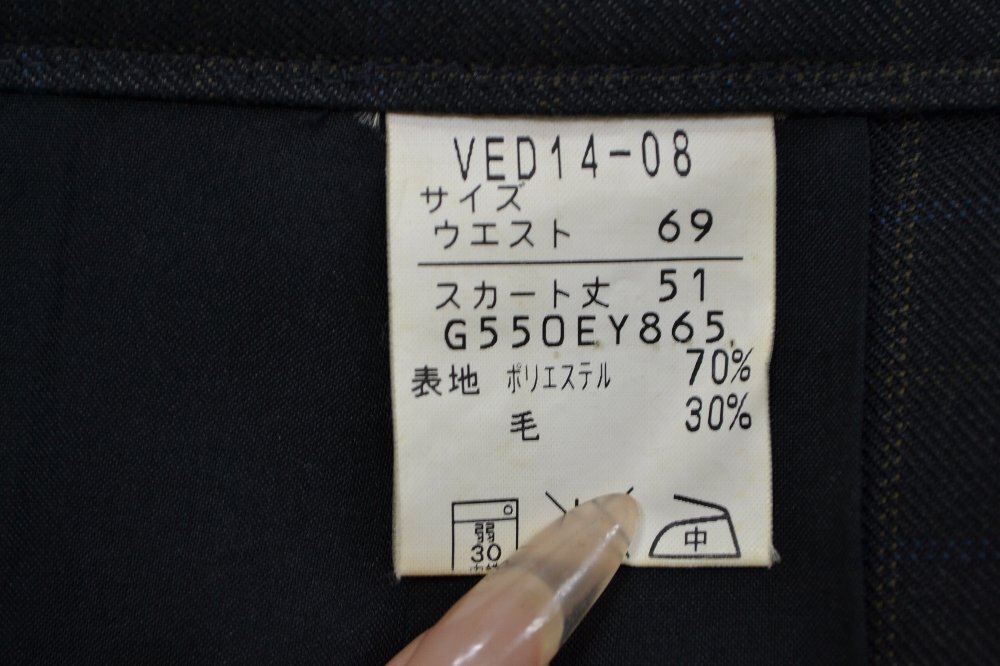 VED14-08
サイズ
ウエスト 69
スカート丈 51
G550EY865
表地 ポリエステル 70%
毛 30%
弱
30
中